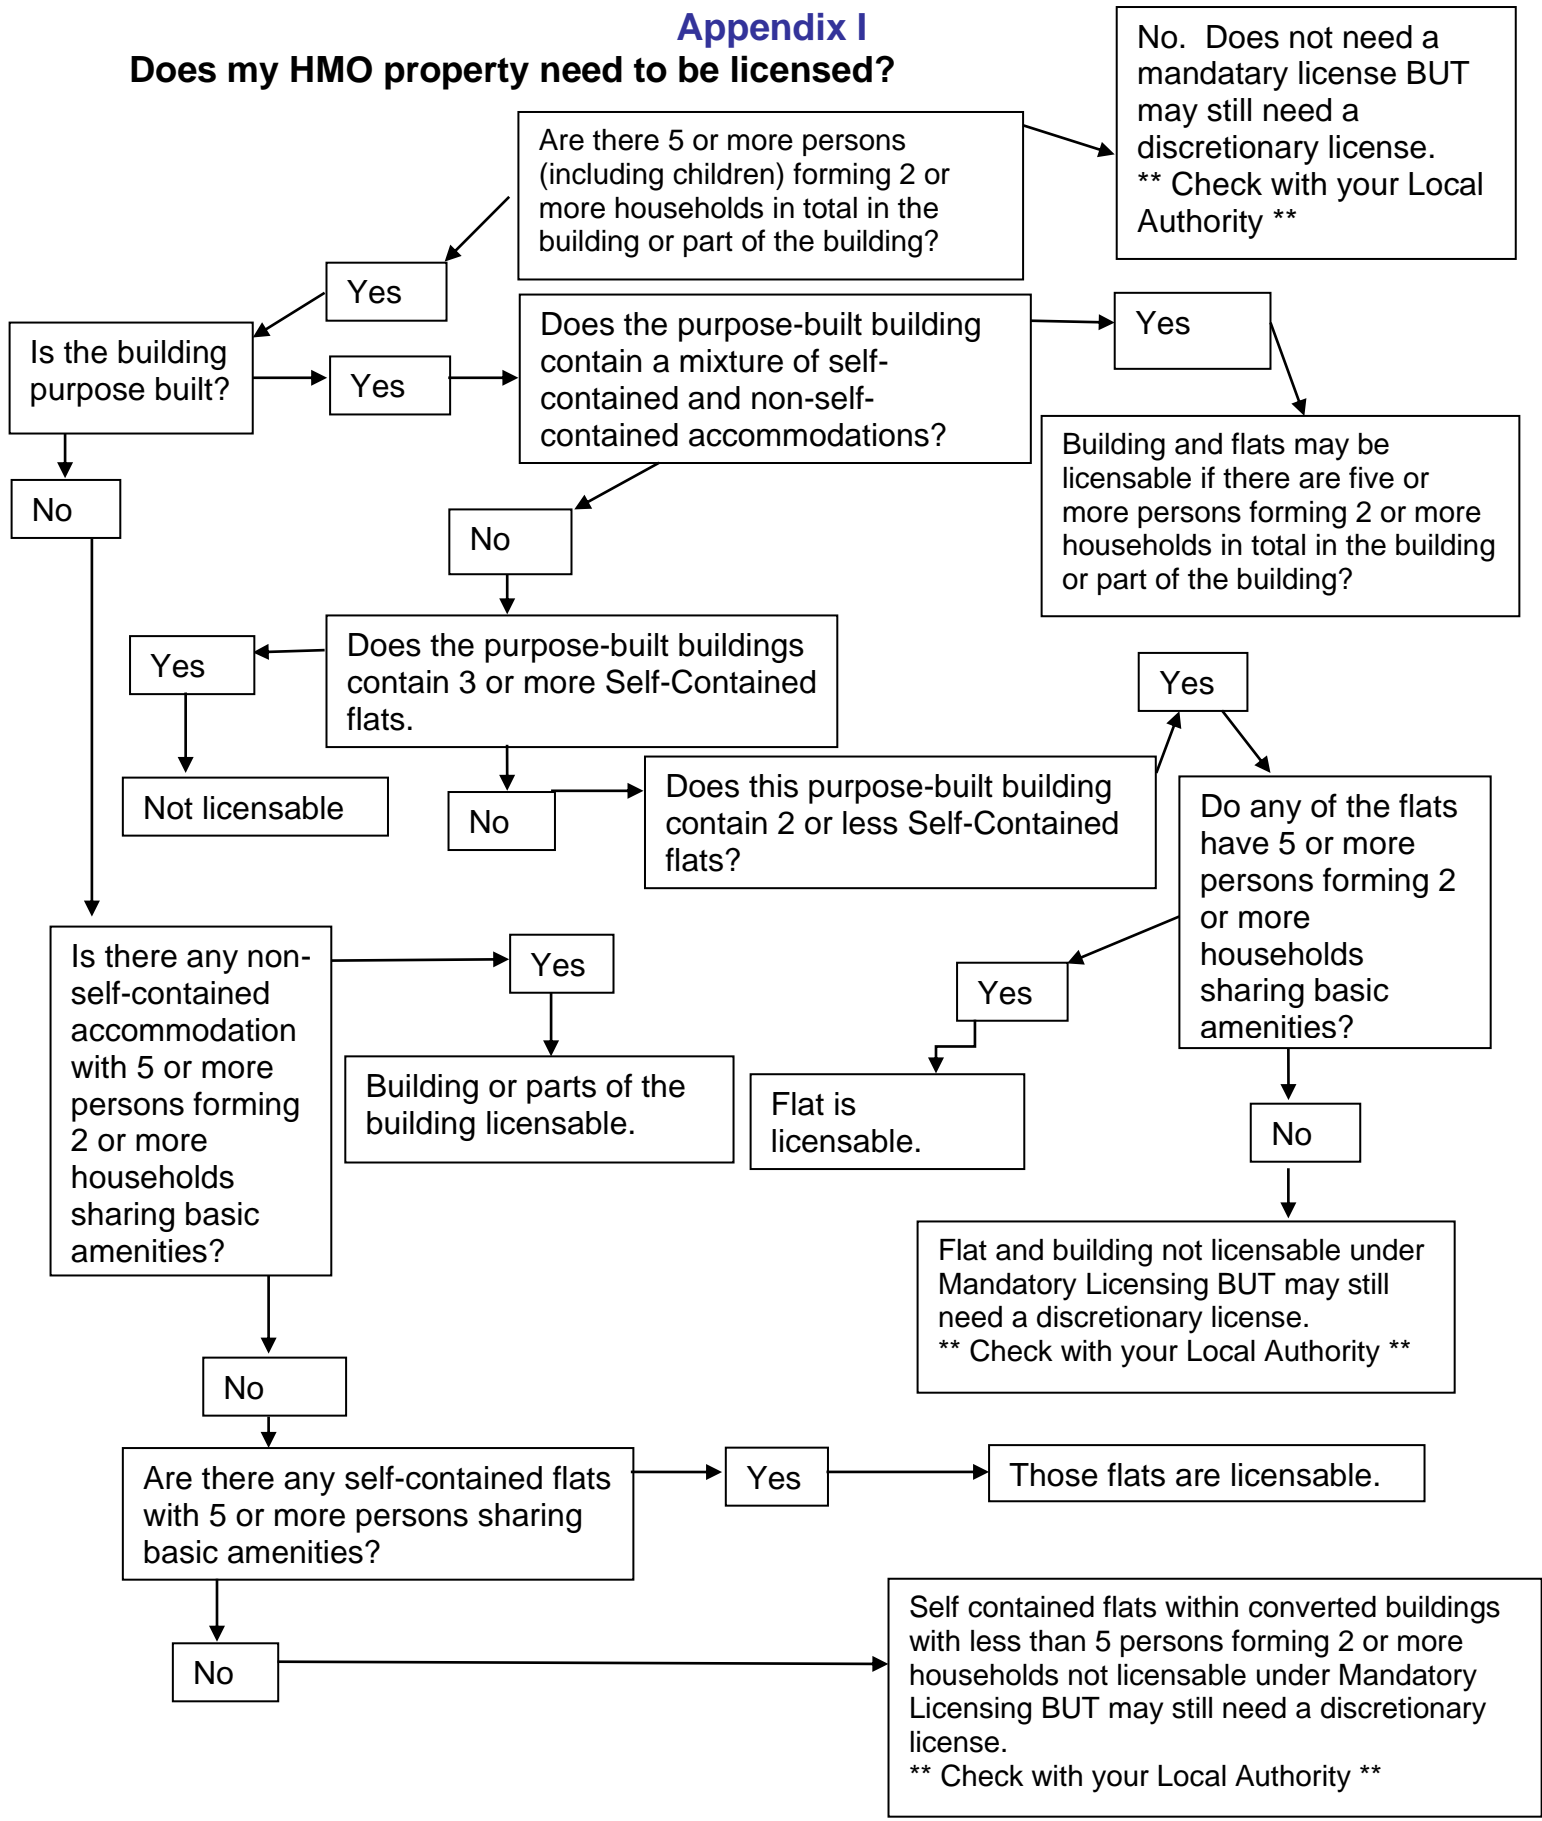 Appendix I
Does my HMO property need to be licensed?
No.  Does not need a
mandatary license BUT
may still need a
discretionary license.
** Check with your Local
Authority **
Are there 5 or more persons
(including children) forming 2 or
more households in total in the
building or part of the building?
Yes
Is the building
purpose built?
Yes
Does the purpose-built building
contain a mixture of self-
contained and non-self-
contained accommodations?
Yes
Building and flats may be
licensable if there are five or
more persons forming 2 or more
households in total in the building
or part of the building?
No
No
Does the purpose-built buildings
contain 3 or more Self-Contained
flats.
Yes
Not licensable
No
Does this purpose-built building
contain 2 or less Self-Contained
flats?
Yes
Do any of the flats
have 5 or more
persons forming 2
or more
households
sharing basic
amenities?
Yes
Flat is
licensable.
No
Flat and building not licensable under
Mandatory Licensing BUT may still
need a discretionary license.
** Check with your Local Authority **
Is there any non-
self-contained
accommodation
with 5 or more
persons forming
2 or more
households
sharing basic
amenities?
Yes
Building or parts of the
building licensable.
No
Are there any self-contained flats
with 5 or more persons sharing
basic amenities?
Yes
Those flats are licensable.
No
Self contained flats within converted buildings
with less than 5 persons forming 2 or more
households not licensable under Mandatory
Licensing BUT may still need a discretionary
license.
** Check with your Local Authority **